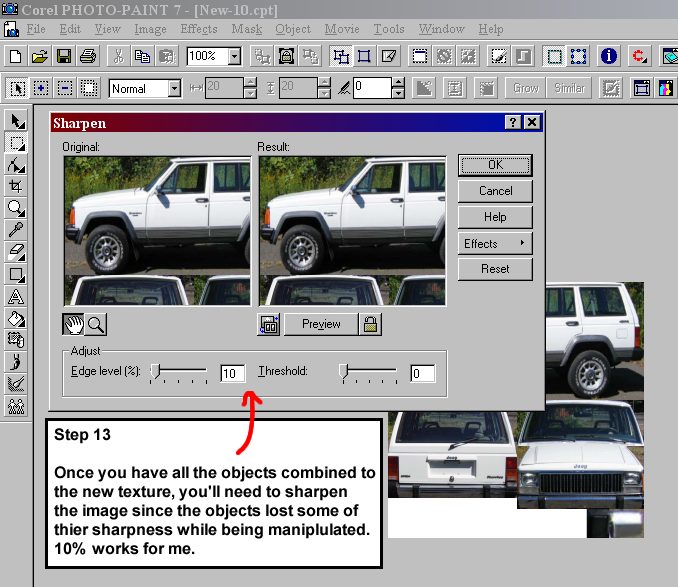 Corel PHOTO-PAINT 7 - [New-10.cpt]
File Edit View Image Effects Mask Object Movie Tools Window Help
100%
Normal 20 20 0 Grow Similar
Sharpen
Original: Result:
OK
Cancel
Help
Effects
Reset
Preview
Adjust
Edge level (%): 10 Threshold: 0
Jeep
Jeep
Step 13
Once you have all the objects combined to
the new texture, you'll need to sharpen
the image since the objects lost some of
thier sharpness while being maniplulated.
10% works for me.